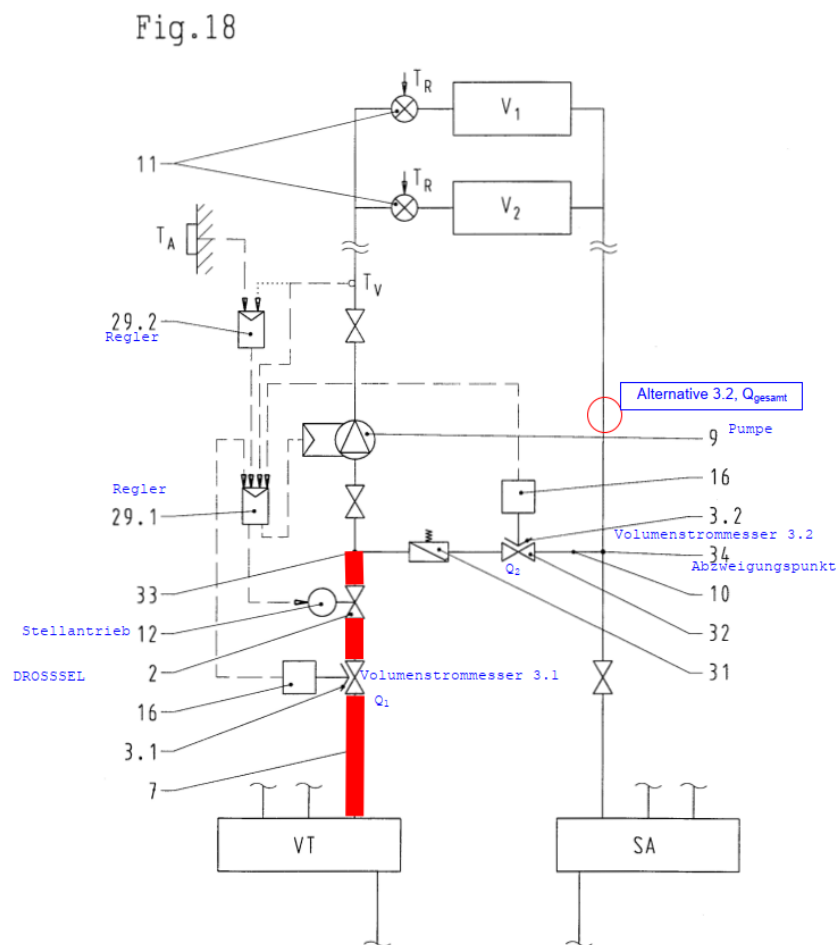 Fig.18
T_R
V_1
11
T_R
V_2
T_A
T_V
29.2
Regler
Alternative 3.2, Q_gesamt
9 Pumpe
Regler
29.1
16
3.2
Volumenstrommesser 3.2
34
Abzweigungspunkt
Q_2
10
33
32
Stellantrieb 12
31
2
DROSSSEL
Volumenstrommesser 3.1
16
Q_1
3.1
7
VT
SA